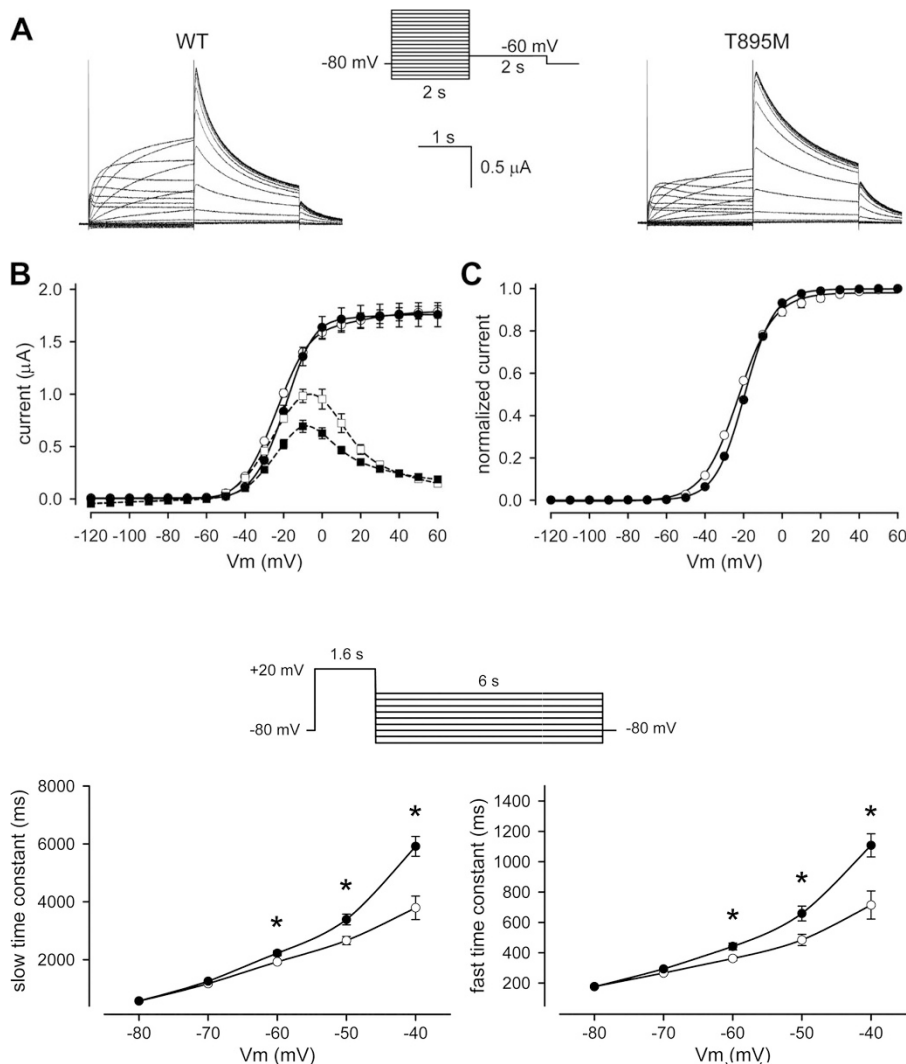 A
WT
-80 mV
-60 mV
2 s
2 s
1 s
0.5 µA
T895M
B
current (µA)
2.0
1.5
1.0
0.5
0.0
-120 -100 -80 -60 -40 -20 0 20 40 60
Vm (mV)
C
normalized current
1.0
0.8
0.6
0.4
0.2
0.0
-120 -100 -80 -60 -40 -20 0 20 40 60
Vm (mV)
1.6 s
+20 mV
6 s
-80 mV
-80 mV
slow time constant (ms)
8000
6000
4000
2000
* * *
-80 -70 -60 -50 -40
Vm (mV)
fast time constant (ms)
1400
1200
1000
800
600
400
200
* * *
-80 -70 -60 -50 -40
Vm (mV)